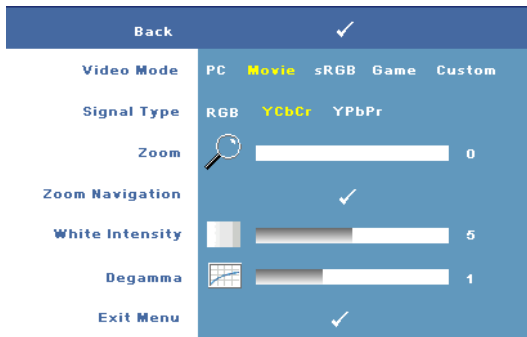 Back
Video Mode PC Movie sRGB Game Custom
Signal Type RGB YCbCr YPbPr
Zoom 0
Zoom Navigation
White Intensity 5
Degamma 1
Exit Menu